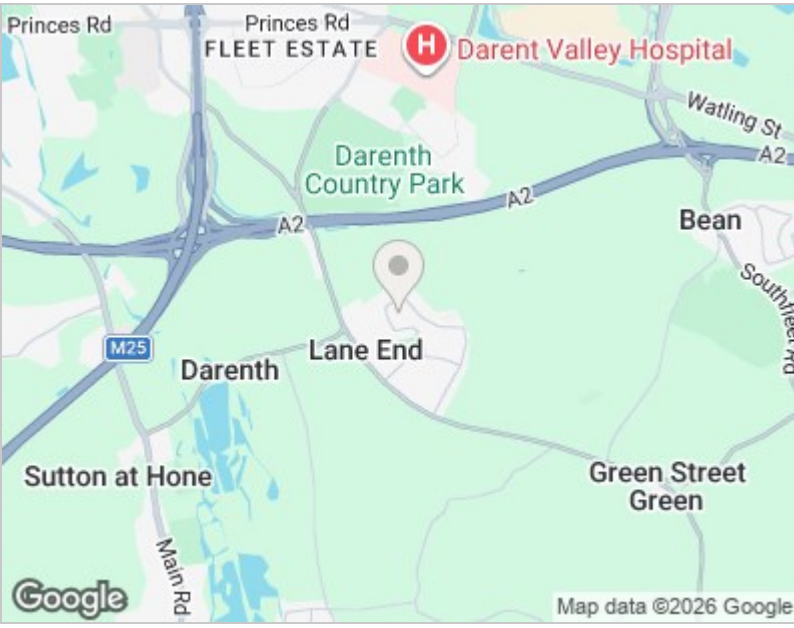 Princes Rd
Princes Rd
FLEET ESTATE
H
Darent Valley Hospital
Watling St
Darenth
Country Park
A2
A2
A2
Bean
Southfleet Rd
M25
Lane End
Darenth
Sutton at Hone
Green Street
Green
Main Rd
Google
Map data ©2026 Google